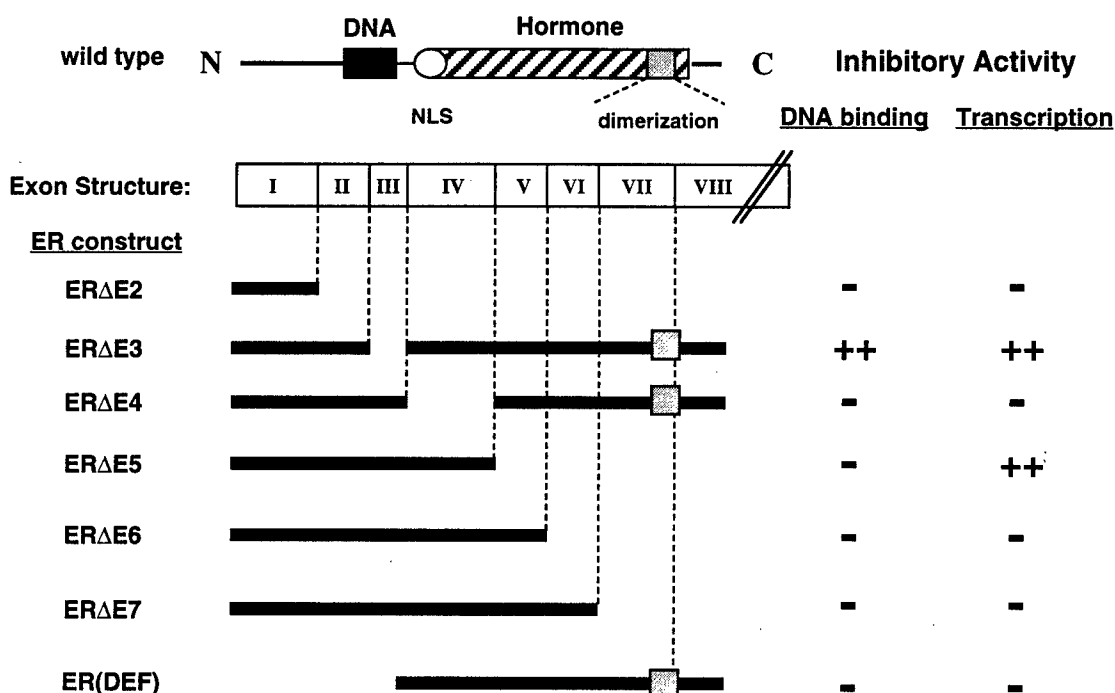 DNA Hormone
wild type N C Inhibitory Activity
NLS dimerization DNA binding Transcription
Exon Structure: I II III IV V VI VII VIII
ER construct
ERΔE2 - -
ERΔE3 ++ ++
ERΔE4 - -
ERΔE5 - ++
ERΔE6 - -
ERΔE7 - -
ER(DEF) - -